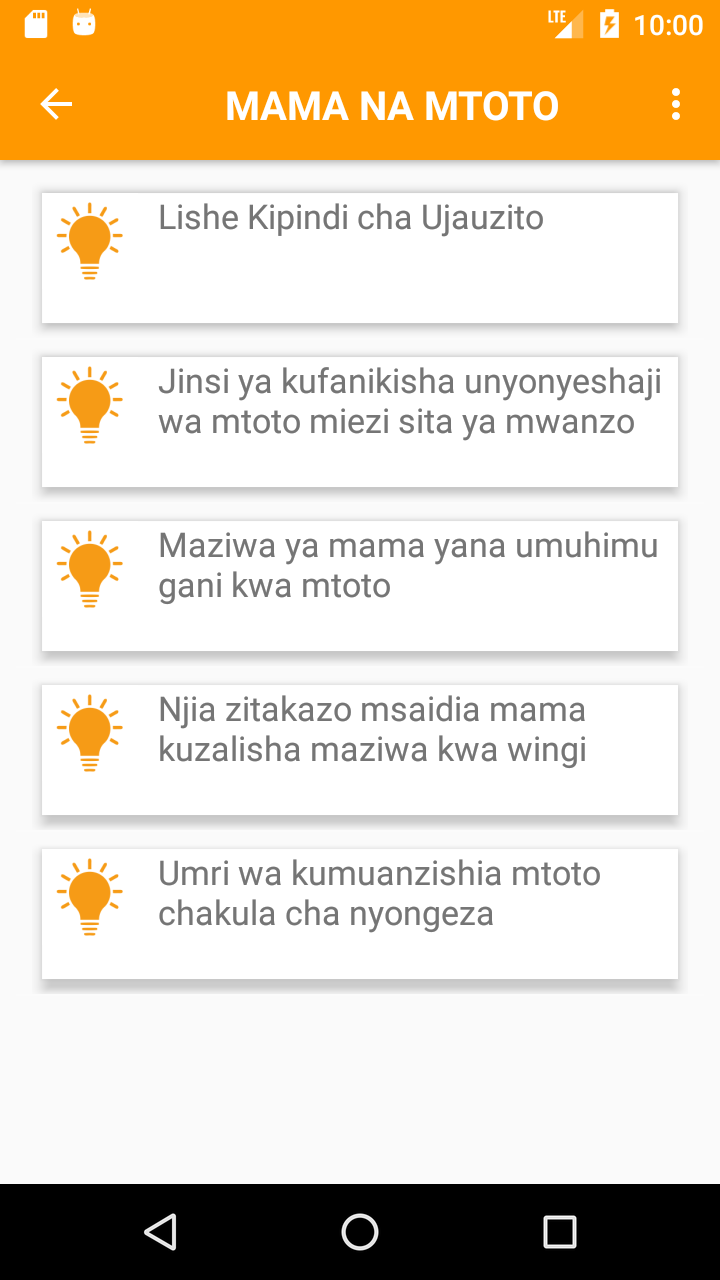 LTE 10:00
MAMA NA MTOTO
Lishe Kipindi cha Ujauzito
Jinsi ya kufanikisha unyonyeshaji
wa mtoto miezi sita ya mwanzo
Maziwa ya mama yana umuhimu
gani kwa mtoto
Njia zitakazo msaidia mama
kuzalisha maziwa kwa wingi
Umri wa kumuanzishia mtoto
chakula cha nyongeza